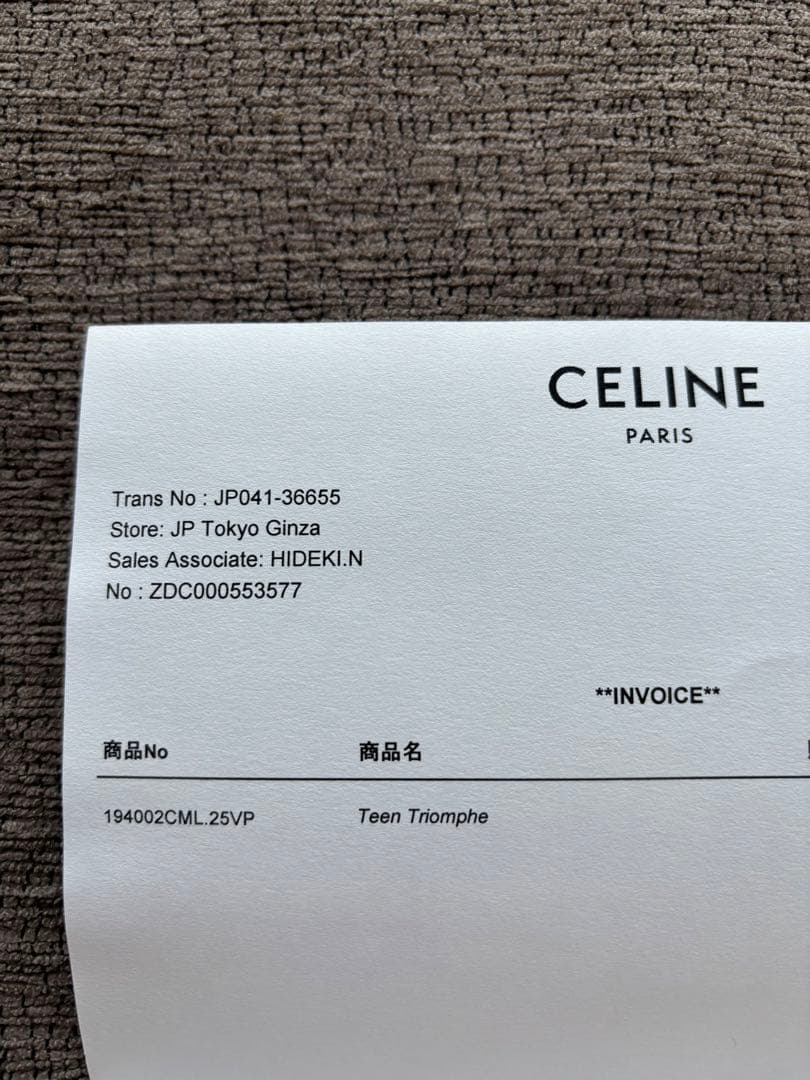 CELINE
PARIS
Trans No : JP041-36655
Store: JP Tokyo Ginza
Sales Associate: HIDEKI.N
No : ZDC000553577
**INVOICE**
商品No 商品名
194002CML.25VP Teen Triomphe